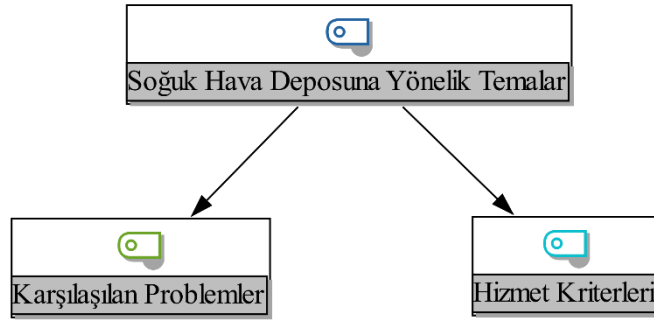 Soğuk Hava Deposuna Yönelik Temalar
Karşılaşılan Problemler
Hizmet Kriterleri